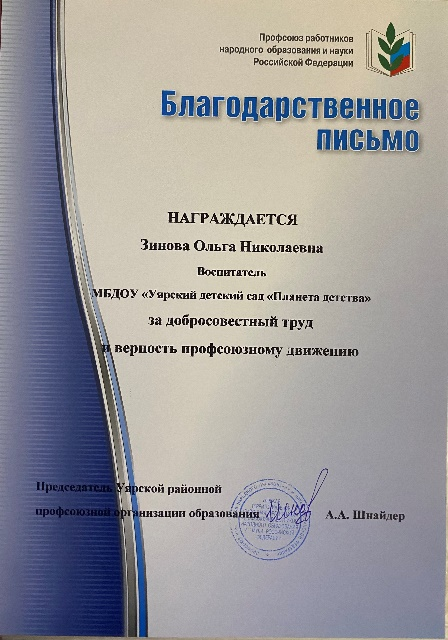 Профсоюз работников
народного образования и науки
Российской Федерации
Благодарственное
письмо
НАГРАЖДАЕТСЯ
Зинова Ольга Николаевна
Воспитатель
МБДОУ «Уярский детский сад «Планета детства»
за добросовестный труд
и верность профсоюзному движению
Председатель Уярской районной
профсоюзной организации образования
А.А. Шнайдер